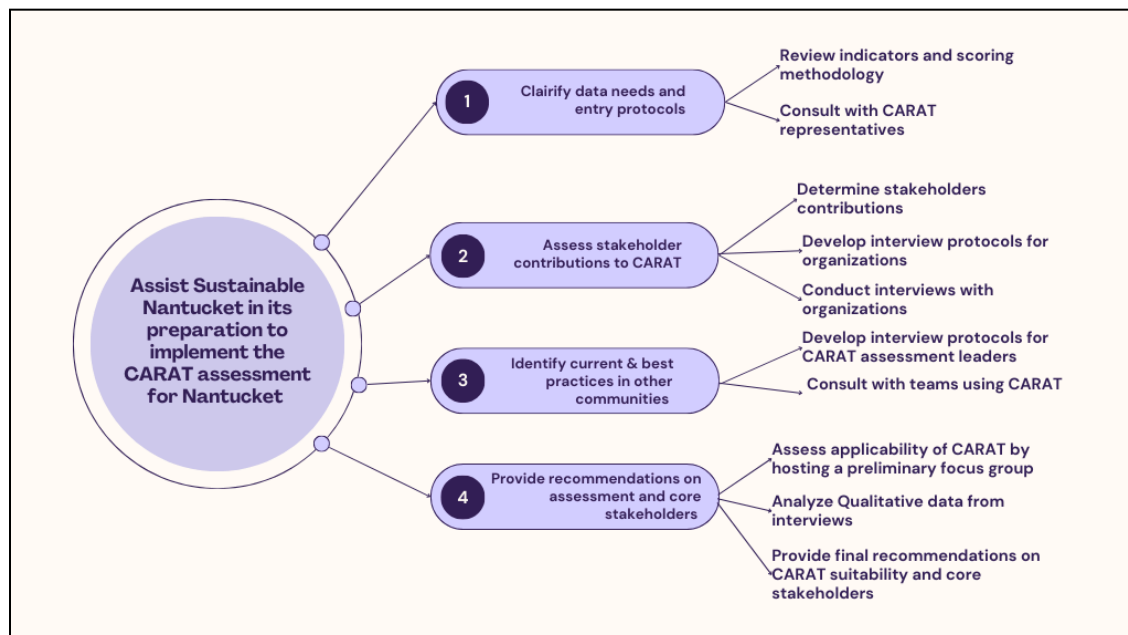 Assist Sustainable
Nantucket in its
preparation to
implement the
CARAT assessment
for Nantucket
1
Clairify data needs and
entry protocols
Review indicators and scoring
methodology
Consult with CARAT
representatives
2
Assess stakeholder
contributions to CARAT
Determine stakeholders
contributions
Develop interview protocols for
organizations
Conduct interviews with
organizations
3
Identify current & best
practices in other
communities
Develop interview protocols for
CARAT assessment leaders
Consult with teams using CARAT
4
Provide recommendations on
assessment and core
stakeholders
Assess applicability of CARAT by
hosting a preliminary focus group
Analyze Qualitative data from
interviews
Provide final recommendations on
CARAT suitability and core
stakeholders